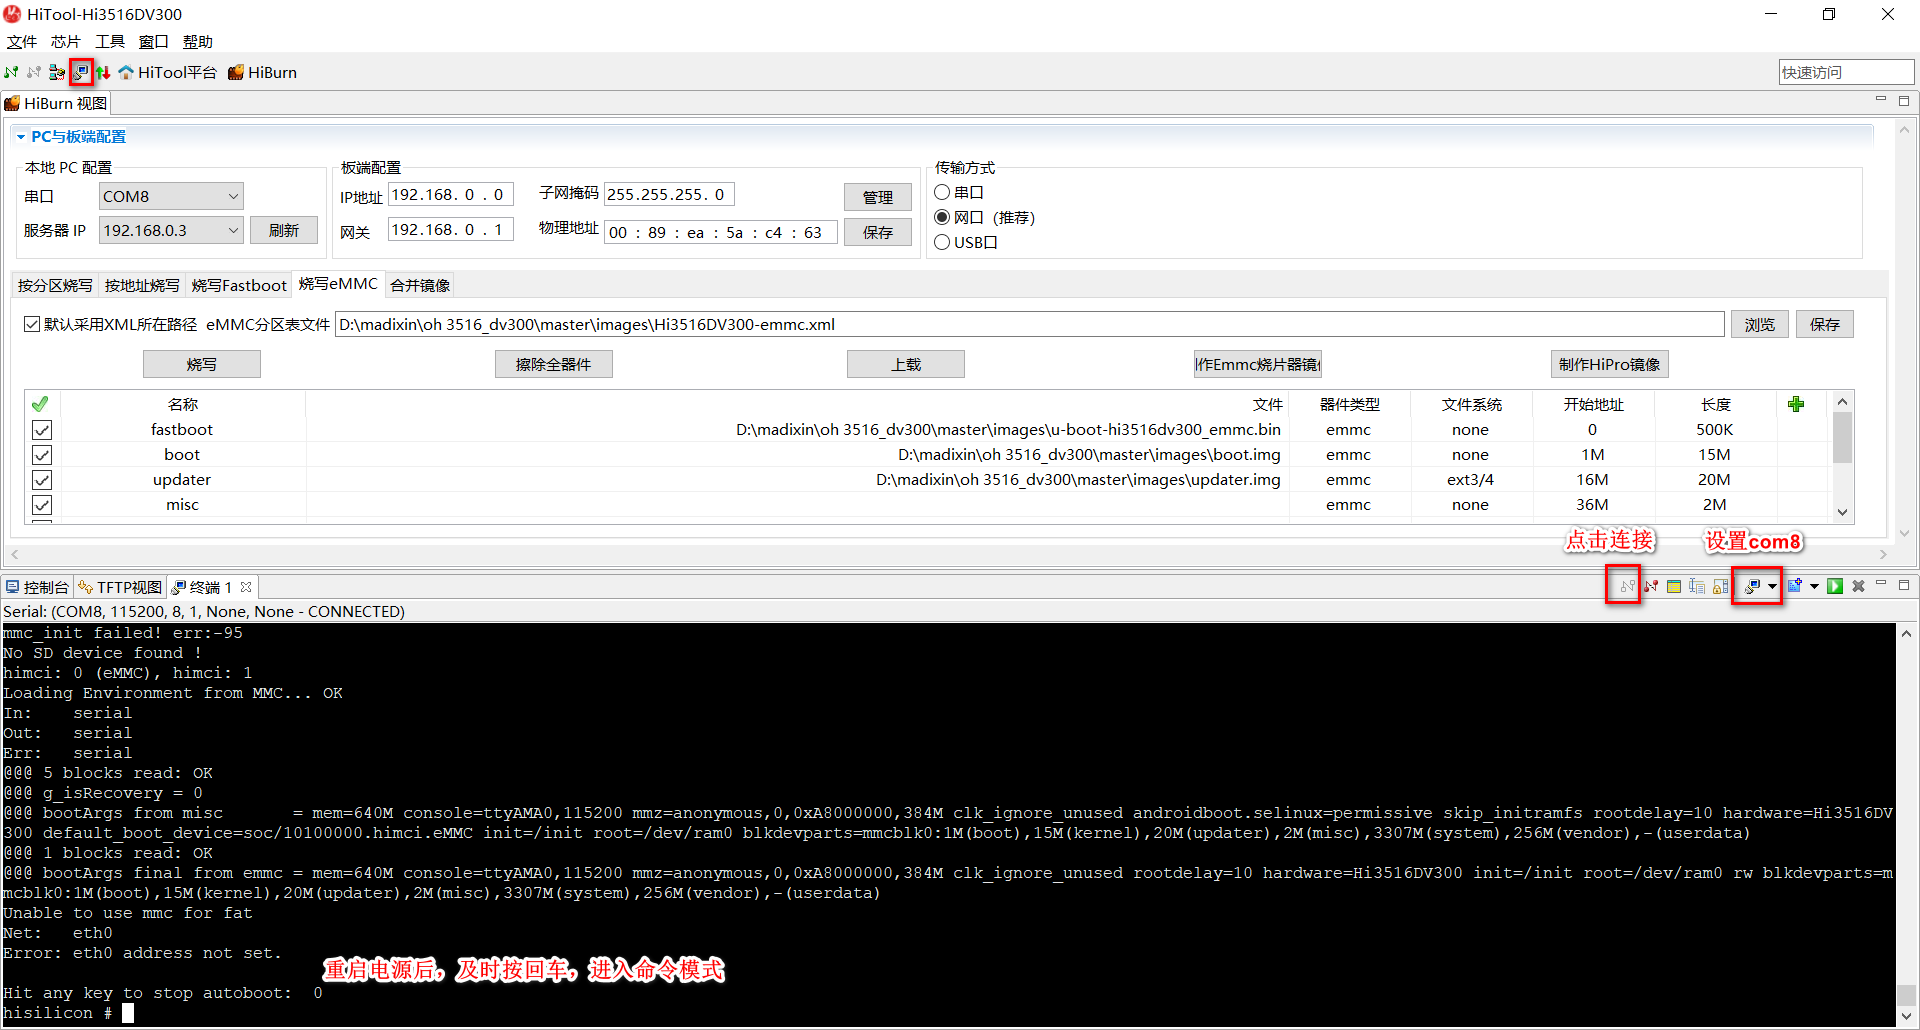 HiTool-Hi3516DV300
文件 芯片 工具 窗口 帮助
HiTool平台 HiBurn
快速访问
HiBurn 视图
PC与板端配置
本地 PC 配置
串口 COM8
服务器 IP 192.168.0.3 刷新
板端配置
IP地址 192.168. 0 . 0 子网掩码 255.255.255. 0 管理
网关 192.168. 0 . 1 物理地址 00 : 89 : ea : 5a : c4 : 63 保存
传输方式
串口
网口 (推荐)
USB口
按分区烧写 按地址烧写 烧写Fastboot 烧写eMMC 合并镜像
默认采用XML所在路径 eMMC分区表文件 D:\madixin\oh 3516_dv300\master\images\Hi3516DV300-emmc.xml 浏览 保存
烧写 擦除全器件 上载 作Emmc烧片器镜 制作HiPro镜像
名称 文件 器件类型 文件系统 开始地址 长度
fastboot D:\madixin\oh 3516_dv300\master\images\u-boot-hi3516dv300_emmc.bin emmc none 0 500K
boot D:\madixin\oh 3516_dv300\master\images\boot.img emmc none 1M 15M
updater D:\madixin\oh 3516_dv300\master\images\updater.img emmc ext3/4 16M 20M
misc emmc none 36M 2M
点击连接 设置com8
控制台 TFTP视图 终端 1
Serial: (COM8, 115200, 8, 1, None, None - CONNECTED)
mmc_init failed! err:-95
No SD device found !
himci: 0 (eMMC), himci: 1
Loading Environment from MMC... OK
In:    serial
Out:   serial
Err:   serial
@@@ 5 blocks read: OK
@@@ g_isRecovery = 0
@@@ bootArgs from misc       = mem=640M console=ttyAMA0,115200 mmz=anonymous,0,0xA8000000,384M clk_ignore_unused androidboot.selinux=permissive skip_initramfs rootdelay=10 hardware=Hi3516DV
300 default_boot_device=soc/10100000.himci.eMMC init=/init root=/dev/ram0 blkdevparts=mmcblk0:1M(boot),15M(kernel),20M(updater),2M(misc),3307M(system),256M(vendor),-(userdata)
@@@ 1 blocks read: OK
@@@ bootArgs final from emmc = mem=640M console=ttyAMA0,115200 mmz=anonymous,0,0xA8000000,384M clk_ignore_unused rootdelay=10 hardware=Hi3516DV300 init=/init root=/dev/ram0 rw blkdevparts=m
mcblk0:1M(boot),15M(kernel),20M(updater),2M(misc),3307M(system),256M(vendor),-(userdata)
Unable to use mmc for fat
Net:   eth0
Error: eth0 address not set.
重启电源后，及时按回车，进入命令模式
Hit any key to stop autoboot:  0
hisilicon #